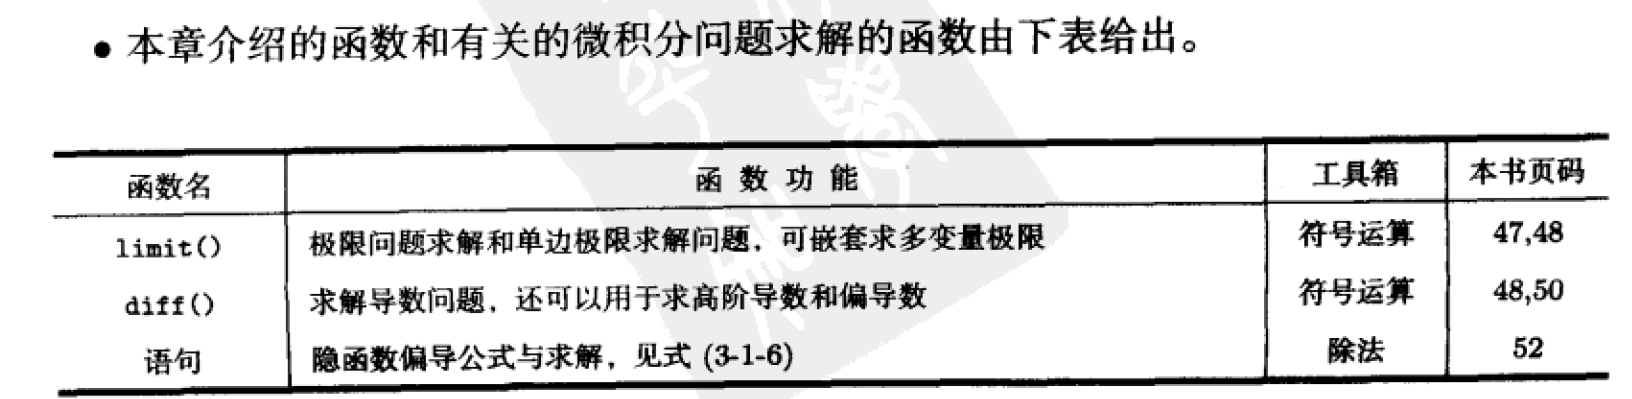 • 本章介绍的函数和有关的微积分问题求解的函数由下表给出。
函数名 函 数 功 能 工具箱 本书页码
limit() 极限问题求解和单边极限求解问题，可嵌套求多变量极限 符号运算 47,48
diff() 求解导数问题，还可以用于求高阶导数和偏导数 符号运算 48,50
语句 隐函数偏导公式与求解，见式 (3-1-6) 除法 52